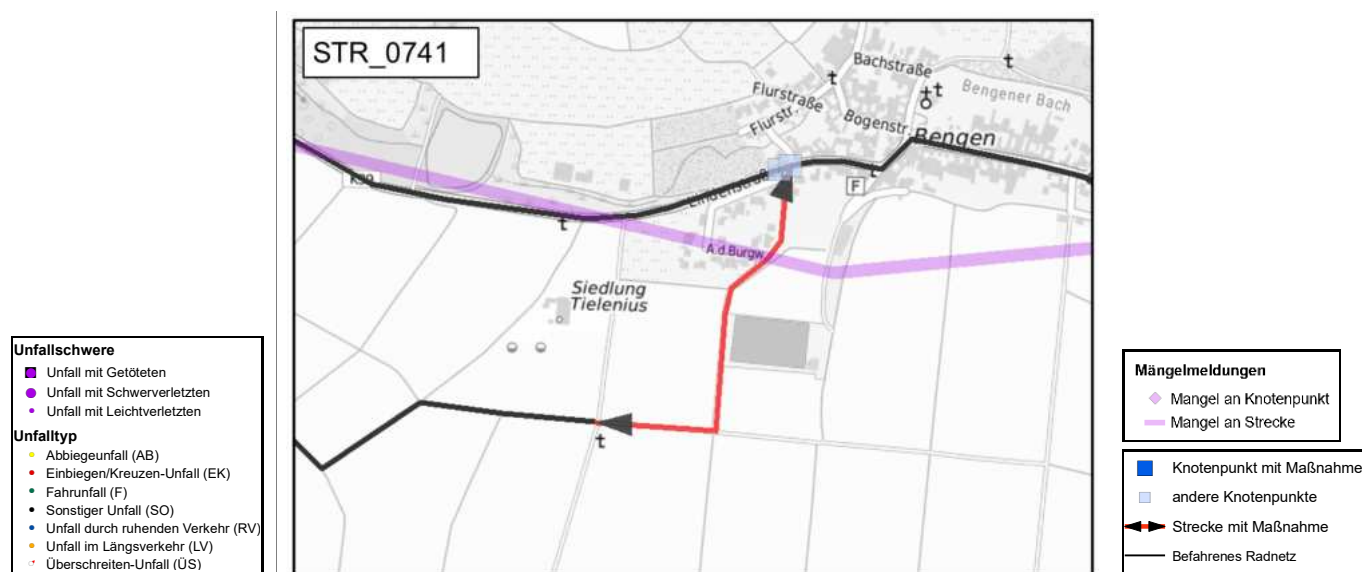 STR_0741
Bachstraße
Flurstraße
Bengener Bach
Flurstr.
Bogenstr.
Bengen
K39
Lindenstraß
F
A.d.Burgw.
Siedlung
Tielenius
Unfallschwere
Unfall mit Getöteten
Unfall mit Schwerverletzten
Unfall mit Leichtverletzten
Unfalltyp
Abbiegeunfall (AB)
Einbiegen/Kreuzen-Unfall (EK)
Fahrunfall (F)
Sonstiger Unfall (SO)
Unfall durch ruhenden Verkehr (RV)
Unfall im Längsverkehr (LV)
Überschreiten-Unfall (ÜS)
Mängelmeldungen
Mangel an Knotenpunkt
Mangel an Strecke
Knotenpunkt mit Maßnahme
andere Knotenpunkte
Strecke mit Maßnahme
Befahrenes Radnetz